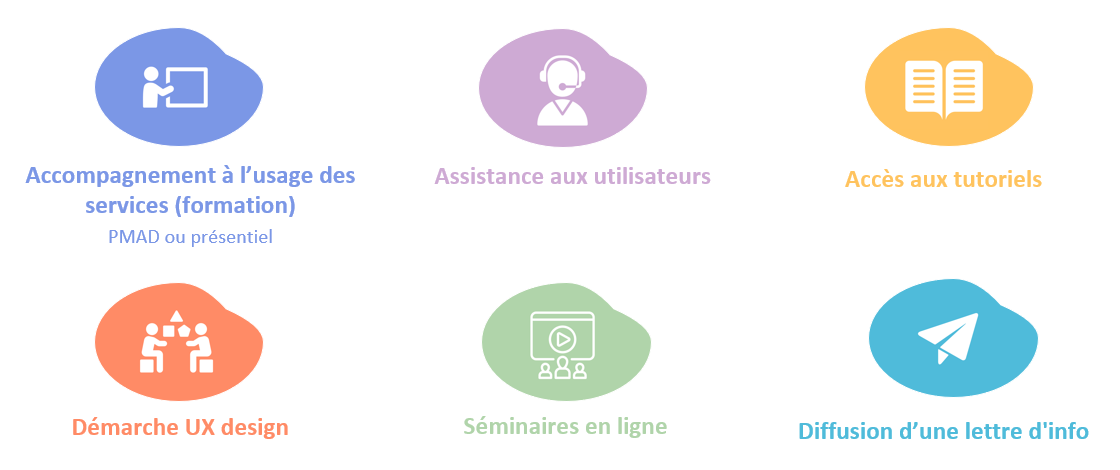 Accompagnement à l’usage des
services (formation)
PMAD ou présentiel
Assistance aux utilisateurs
Accès aux tutoriels
Démarche UX design
Séminaires en ligne
Diffusion d’une lettre d'info